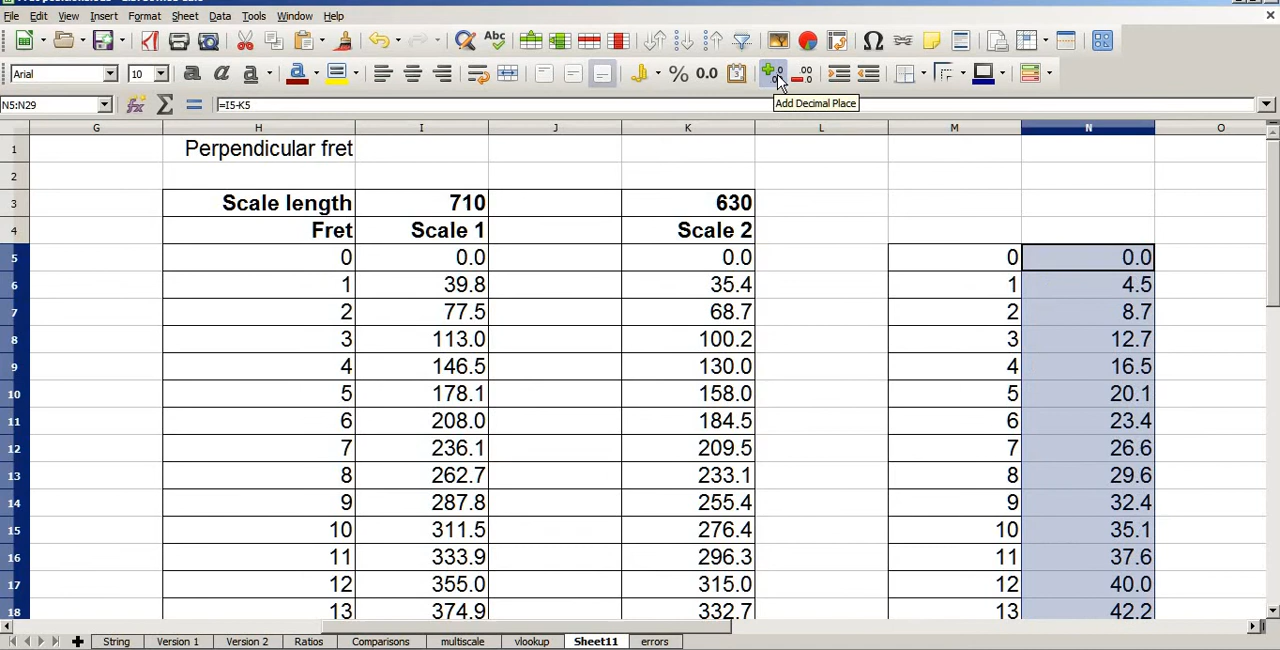 File Edit View Insert Format Sheet Data Tools Window Help
Arial 10
N5:N29 =I5-K5
Add Decimal Place
G H I J K L M N O
1 Perpendicular fret
2
3 Scale length 710 630
4 Fret Scale 1 Scale 2
5 0 0.0 0.0 0 0.0
6 1 39.8 35.4 1 4.5
7 2 77.5 68.7 2 8.7
8 3 113.0 100.2 3 12.7
9 4 146.5 130.0 4 16.5
10 5 178.1 158.0 5 20.1
11 6 208.0 184.5 6 23.4
12 7 236.1 209.5 7 26.6
13 8 262.7 233.1 8 29.6
14 9 287.8 255.4 9 32.4
15 10 311.5 276.4 10 35.1
16 11 333.9 296.3 11 37.6
17 12 355.0 315.0 12 40.0
18 13 374.9 332.7 13 42.2
String Version 1 Version 2 Ratios Comparisons multiscale vlookup Sheet11 errors